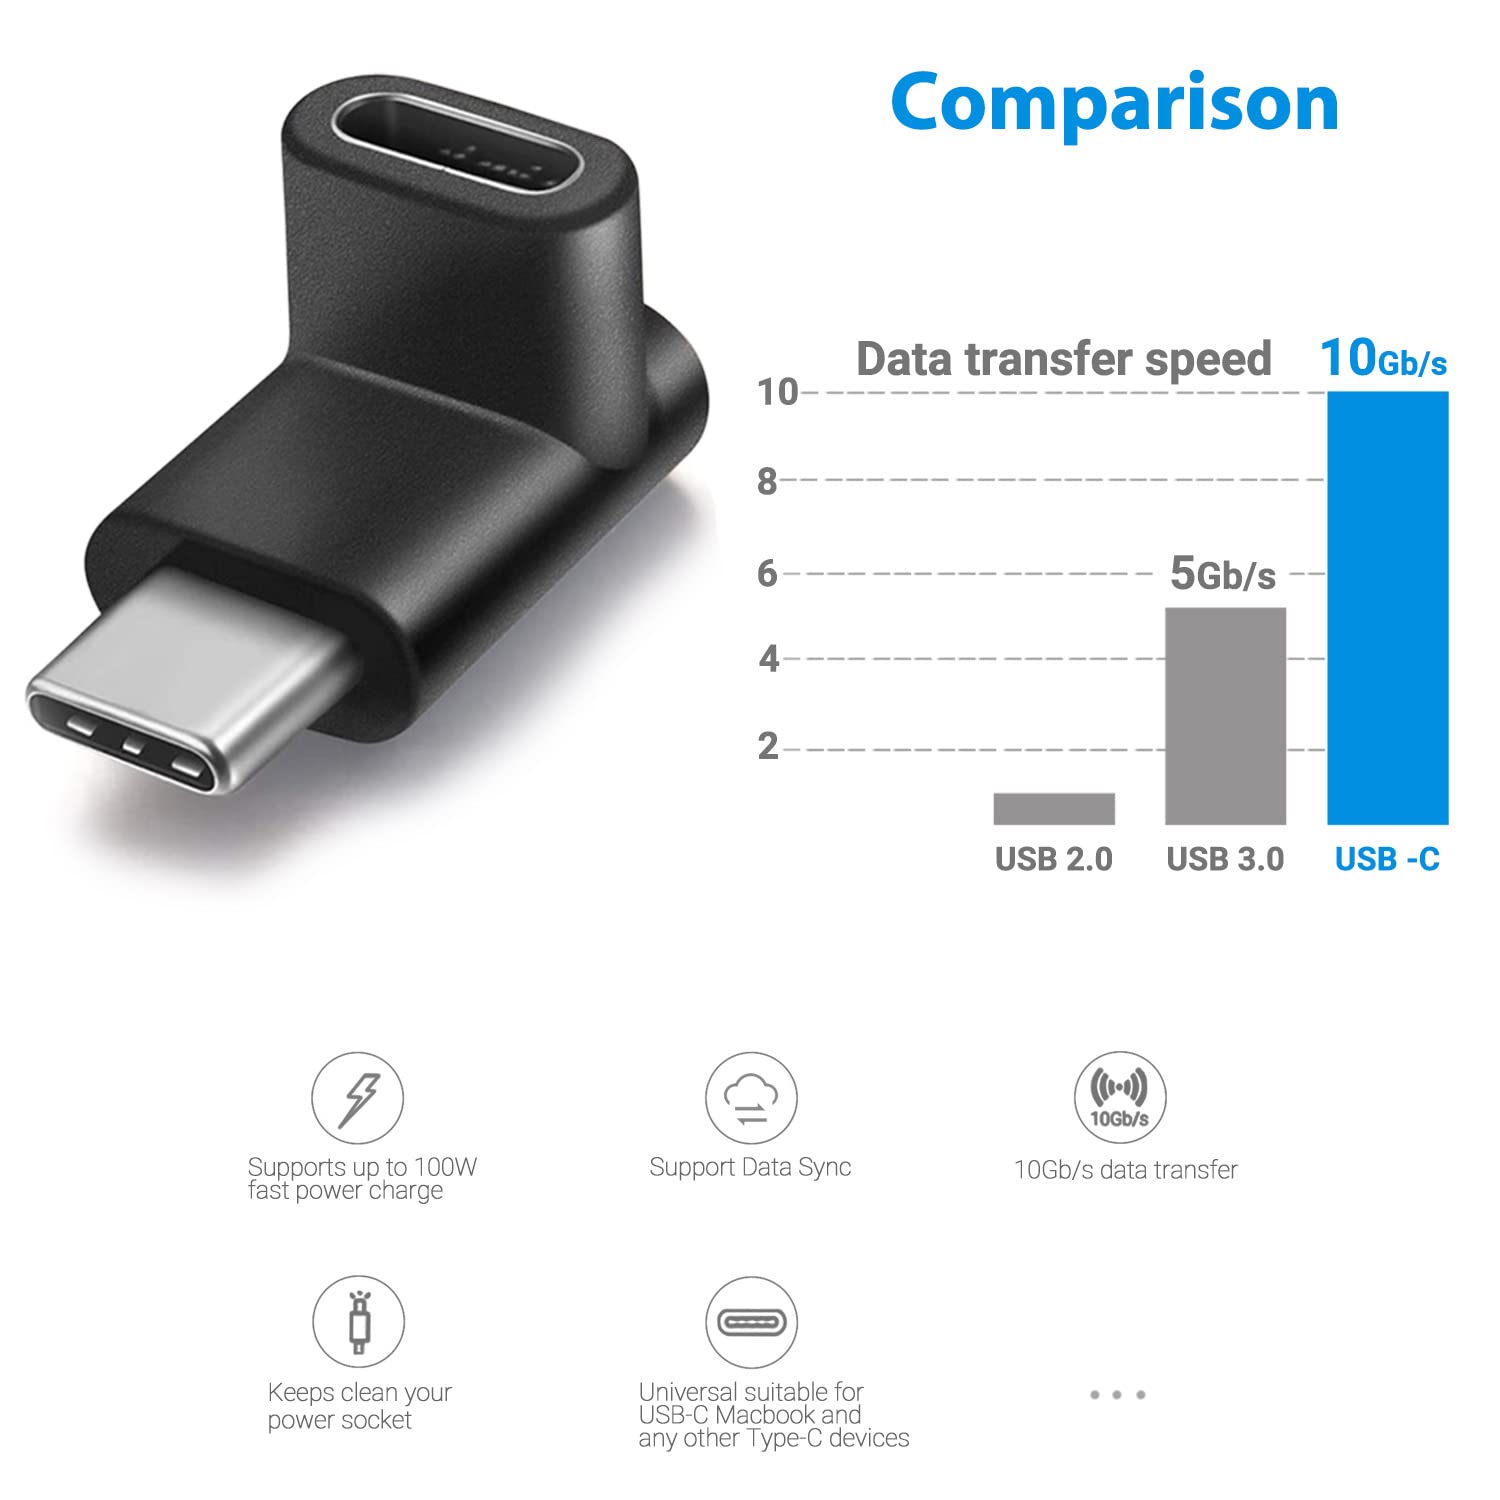 Comparison
Data transfer speed 10Gb/s
10
8
6 5Gb/s
4
2
USB 2.0 USB 3.0 USB -C
10Gb/s
Supports up to 100W
fast power charge
Support Data Sync
10Gb/s data transfer
Keeps clean your
power socket
Universal suitable for
USB-C Macbook and
any other Type-C devices
...